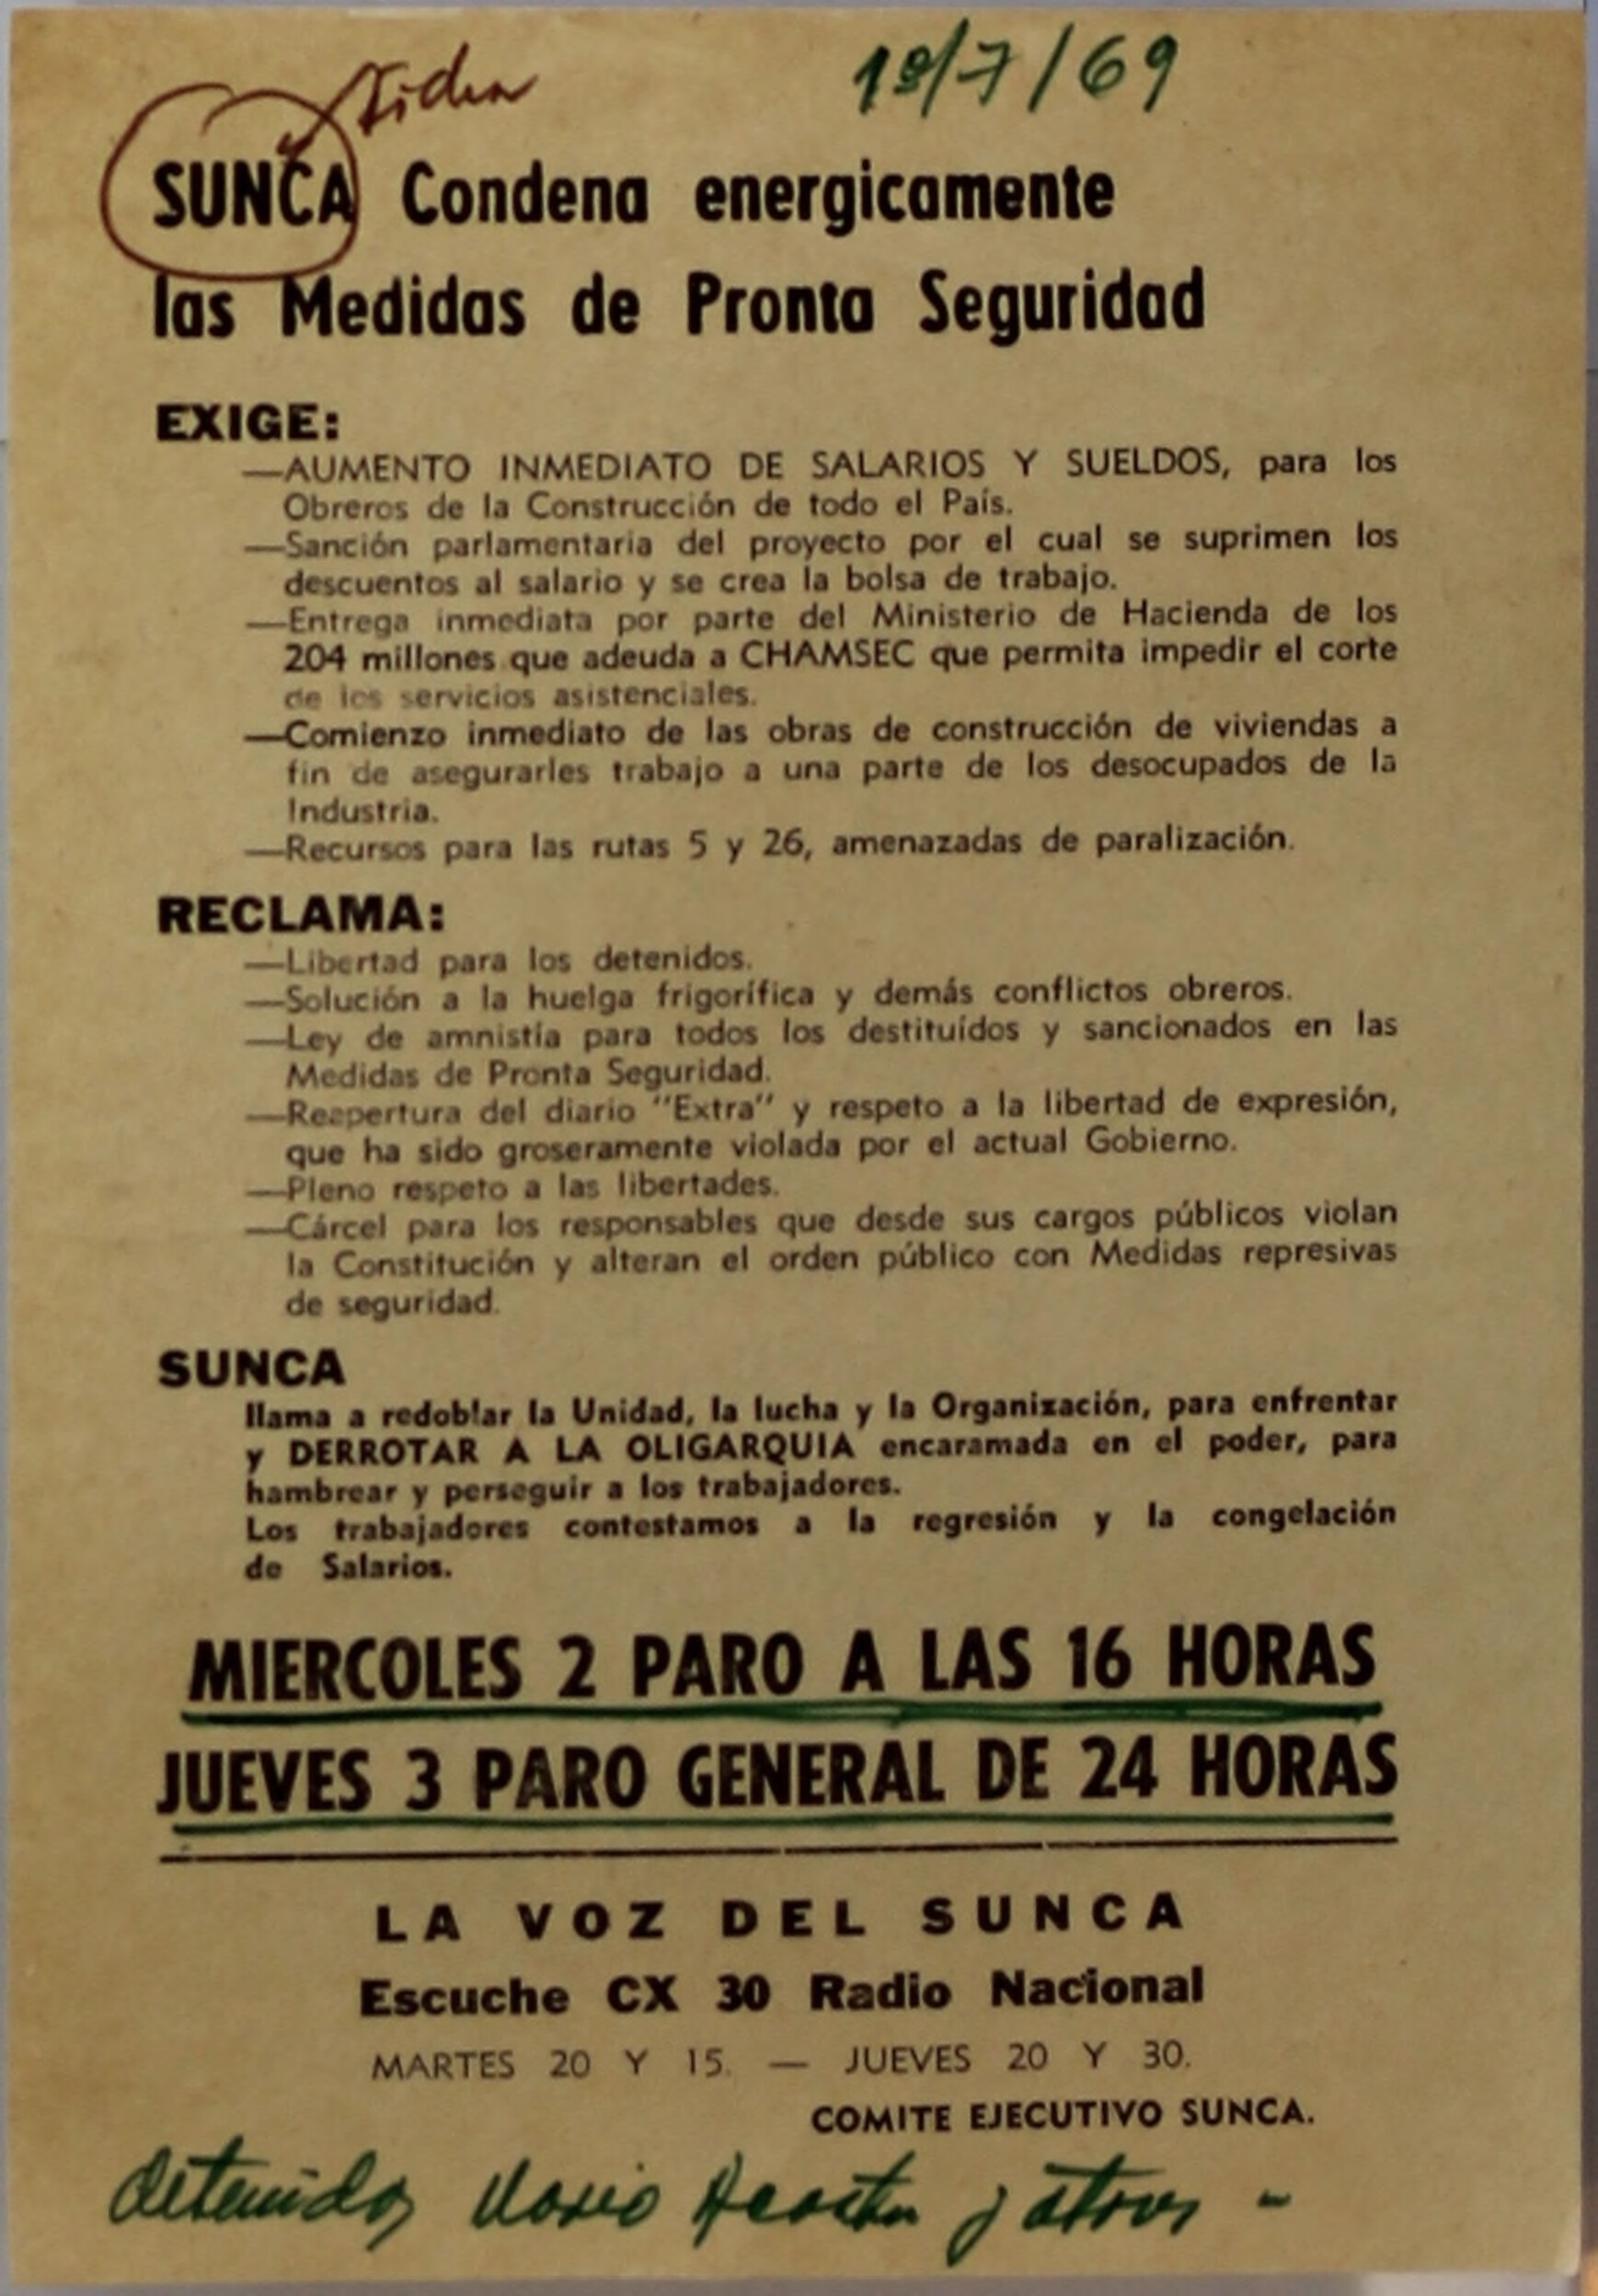 1º/7/69
SUNCA Condena energicamente
las Medidas de Pronta Seguridad
EXIGE:
—AUMENTO INMEDIATO DE SALARIOS Y SUELDOS, para los
Obreros de la Construcción de todo el País.
—Sanción parlamentaria del proyecto por el cual se suprimen los
descuentos al salario y se crea la bolsa de trabajo.
—Entrega inmediata por parte del Ministerio de Hacienda de los
204 millones que adeuda a CHAMSEC que permita impedir el corte
de los servicios asistenciales.
—Comienzo inmediato de las obras de construcción de viviendas a
fin de asegurarles trabajo a una parte de los desocupados de la
Industria.
—Recursos para las rutas 5 y 26, amenazadas de paralización.
RECLAMA:
—Libertad para los detenidos.
—Solución a la huelga frigorífica y demás conflictos obreros.
—Ley de amnistía para todos los destituídos y sancionados en las
Medidas de Pronta Seguridad.
—Reapertura del diario "Extra" y respeto a la libertad de expresión,
que ha sido groseramente violada por el actual Gobierno.
—Pleno respeto a las libertades.
—Cárcel para los responsables que desde sus cargos públicos violan
la Constitución y alteran el orden público con Medidas represivas
de seguridad.
SUNCA
llama a redoblar la Unidad, la lucha y la Organización, para enfrentar
y DERROTAR A LA OLIGARQUIA encaramada en el poder, para
hambrear y perseguir a los trabajadores.
Los trabajadores contestamos a la regresión y la congelación
de Salarios.
MIERCOLES 2 PARO A LAS 16 HORAS
JUEVES 3 PARO GENERAL DE 24 HORAS
LA VOZ DEL SUNCA
Escuche CX 30 Radio Nacional
MARTES 20 Y 15. — JUEVES 20 Y 30.
COMITE EJECUTIVO SUNCA.
detenidos Mario Acosta y otros -